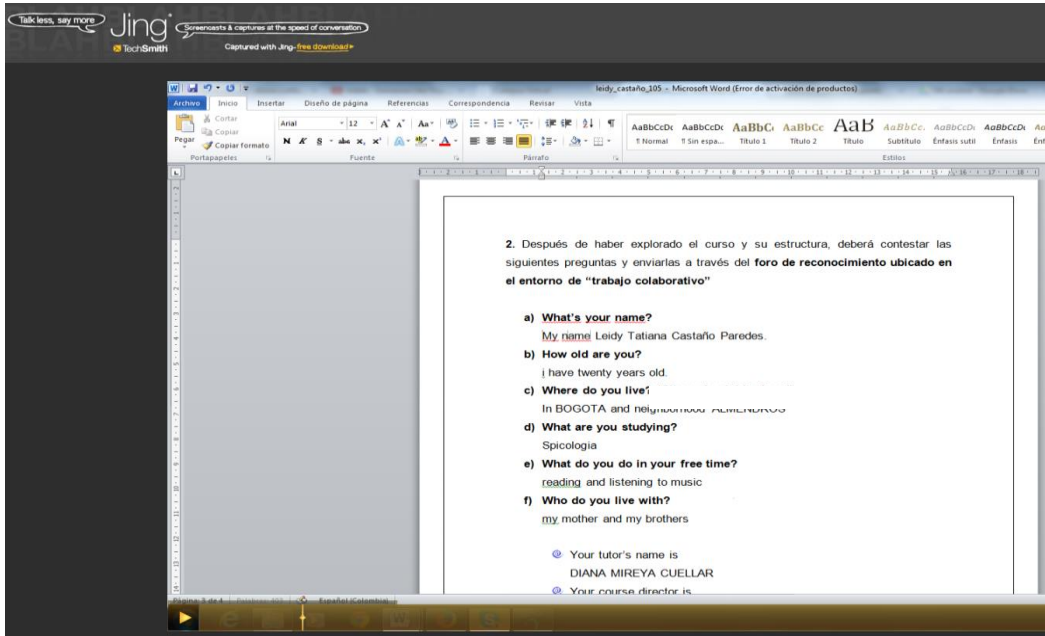 Talk less, say more
Jing
Screencasts & captures at the speed of conversation
TechSmith
Captured with Jing–free download
leidy_castaño_105 - Microsoft Word (Error de activación de productos)
Archivo Inicio Insertar Diseño de página Referencias Correspondencia Revisar Vista
Cortar
Copiar
Pegar
Copiar formato
Arial 12
AaBbCcDc AaBbCcDc AaBbC AaBbCc AaB AaBbCc. AaBbCcDt AaBbCcDt
¶ Normal ¶ Sin espa... Título 1 Título 2 Título Subtítulo Énfasis sutil Énfasis
Portapapeles Fuente Párrafo Estilos
2. Después de haber explorado el curso y su estructura, deberá contestar las
siguientes preguntas y enviarlas a través del foro de reconocimiento ubicado en
el entorno de “trabajo colaborativo”
a) What’s your name?
My name Leidy Tatiana Castaño Paredes.
b) How old are you?
i have twenty years old.
c) Where do you live?
In BOGOTA and neighborhood ALMENDROS
d) What are you studying?
Spicologia
e) What do you do in your free time?
reading and listening to music
f) Who do you live with?
my mother and my brothers
Your tutor’s name is
DIANA MIREYA CUELLAR
Your course director is
Página: 3 de 4 Español (Colombia)